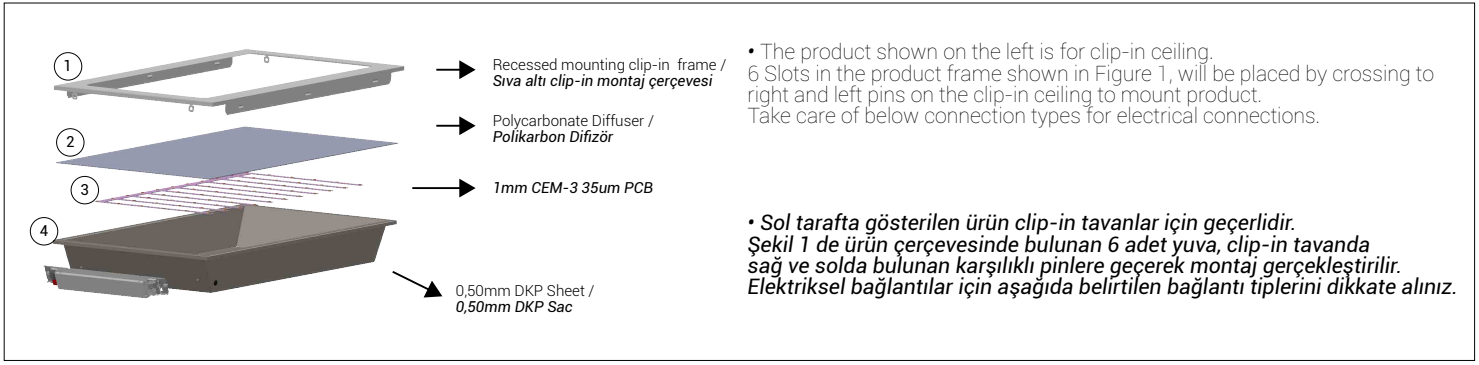 1
Recessed mounting clip-in frame /
Sıva altı clip-in montaj çerçevesi
2
Polycarbonate Diffuser /
Polikarbon Difizör
3
1mm CEM-3 35um PCB
4
0,50mm DKP Sheet /
0,50mm DKP Sac
• The product shown on the left is for clip-in ceiling.
6 Slots in the product frame shown in Figure 1, will be placed by crossing to
right and left pins on the clip-in ceiling to mount product.
Take care of below connection types for electrical connections.
• Sol tarafta gösterilen ürün clip-in tavanlar için geçerlidir.
Şekil 1 de ürün çerçevesinde bulunan 6 adet yuva, clip-in tavanda
sağ ve solda bulunan karşılıklı pinlere geçerek montaj gerçekleştirilir.
Elektriksel bağlantılar için aşağıda belirtilen bağlantı tiplerini dikkate alınız.